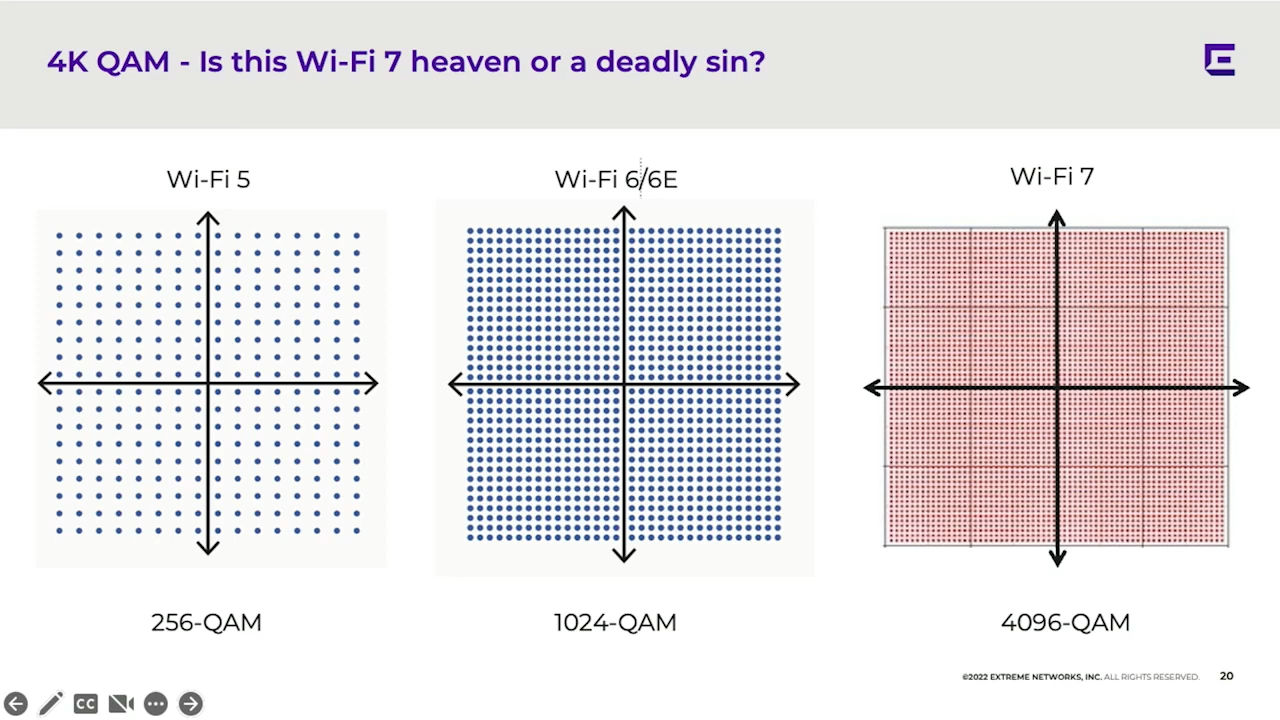 4K QAM - Is this Wi-Fi 7 heaven or a deadly sin?
Wi-Fi 5
Wi-Fi 6/6E
Wi-Fi 7
256-QAM
1024-QAM
4096-QAM
©2022 EXTREME NETWORKS, INC. ALL RIGHTS RESERVED.
20
CC